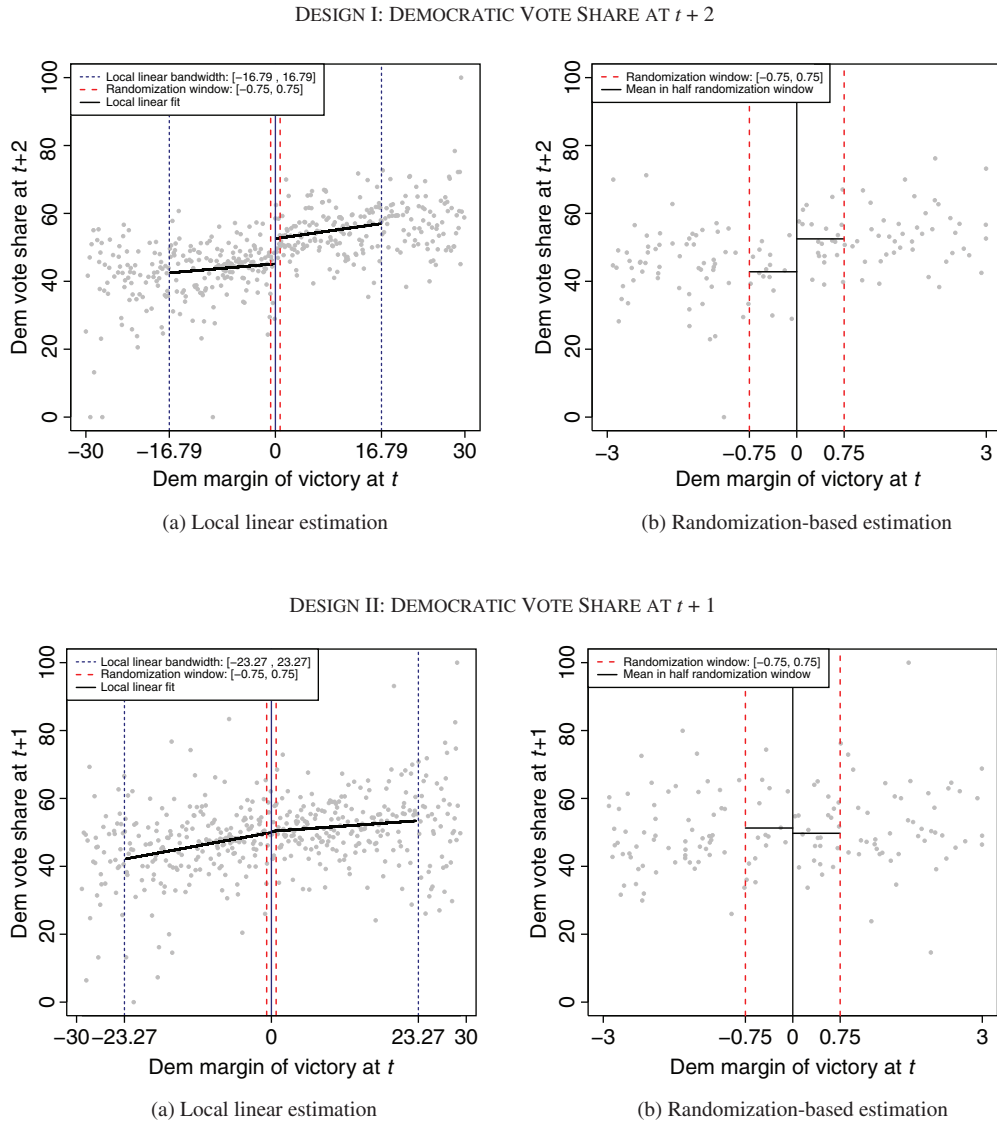 DESIGN I: DEMOCRATIC VOTE SHARE AT t + 2
Local linear bandwidth: [−16.79 , 16.79]
Randomization window: [−0.75, 0.75]
Local linear fit
Dem vote share at t+2
100
80
60
40
20
0
−30
−16.79
0
16.79
30
Dem margin of victory at t
(a) Local linear estimation
Randomization window: [−0.75, 0.75]
Mean in half randomization window
Dem vote share at t+2
100
80
60
40
20
0
−3
−0.75
0
0.75
3
Dem margin of victory at t
(b) Randomization-based estimation
DESIGN II: DEMOCRATIC VOTE SHARE AT t + 1
Local linear bandwidth: [−23.27 , 23.27]
Randomization window: [−0.75, 0.75]
Local linear fit
Dem vote share at t+1
100
80
60
40
20
0
−30
−23.27
0
23.27
30
Dem margin of victory at t
(a) Local linear estimation
Randomization window: [−0.75, 0.75]
Mean in half randomization window
Dem vote share at t+1
100
80
60
40
20
0
−3
−0.75
0
0.75
3
Dem margin of victory at t
(b) Randomization-based estimation